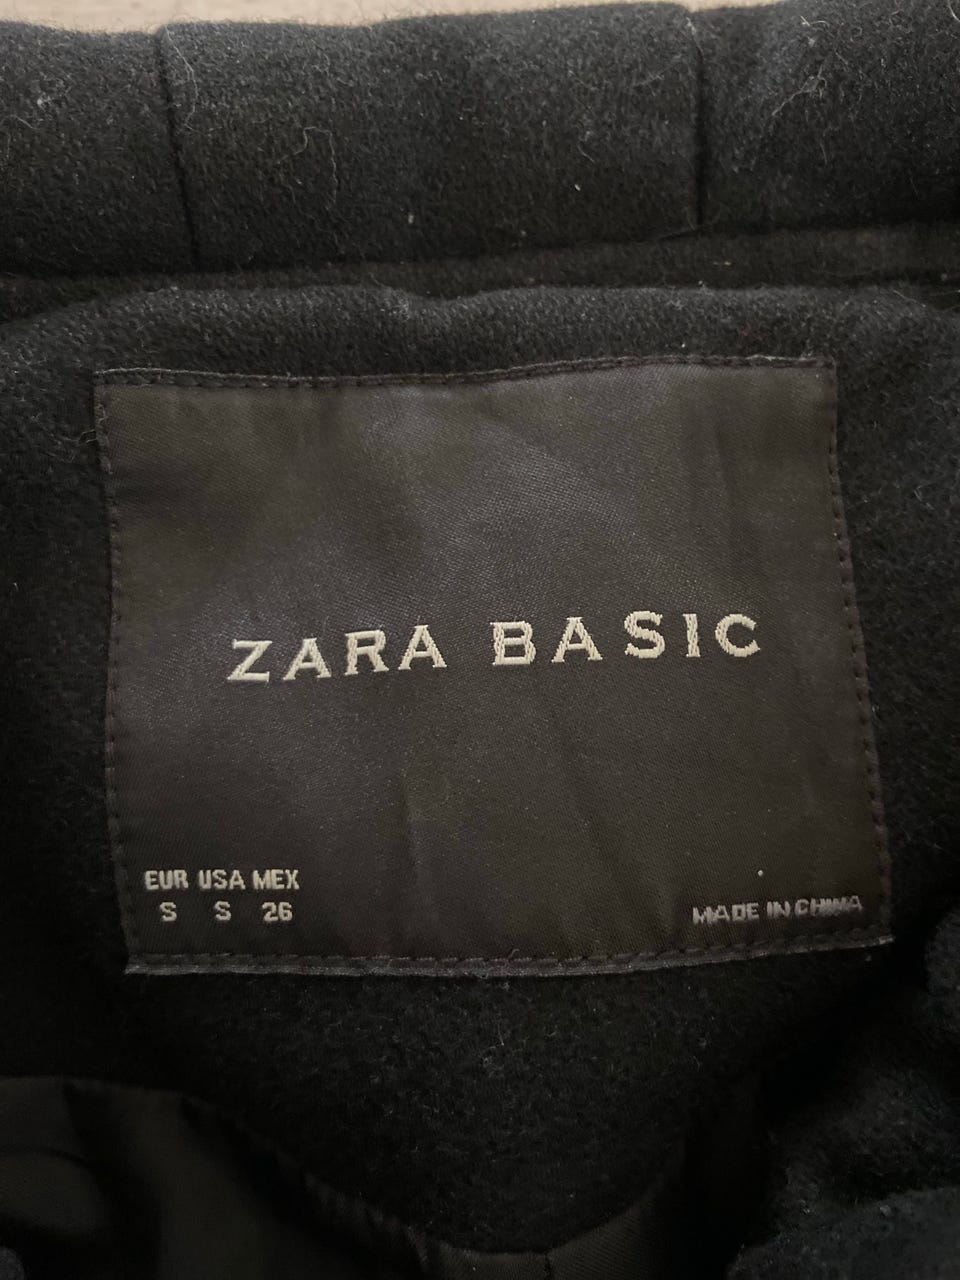 ZARA BASIC
EUR USA MEX
S S 26
MADE IN CHINA